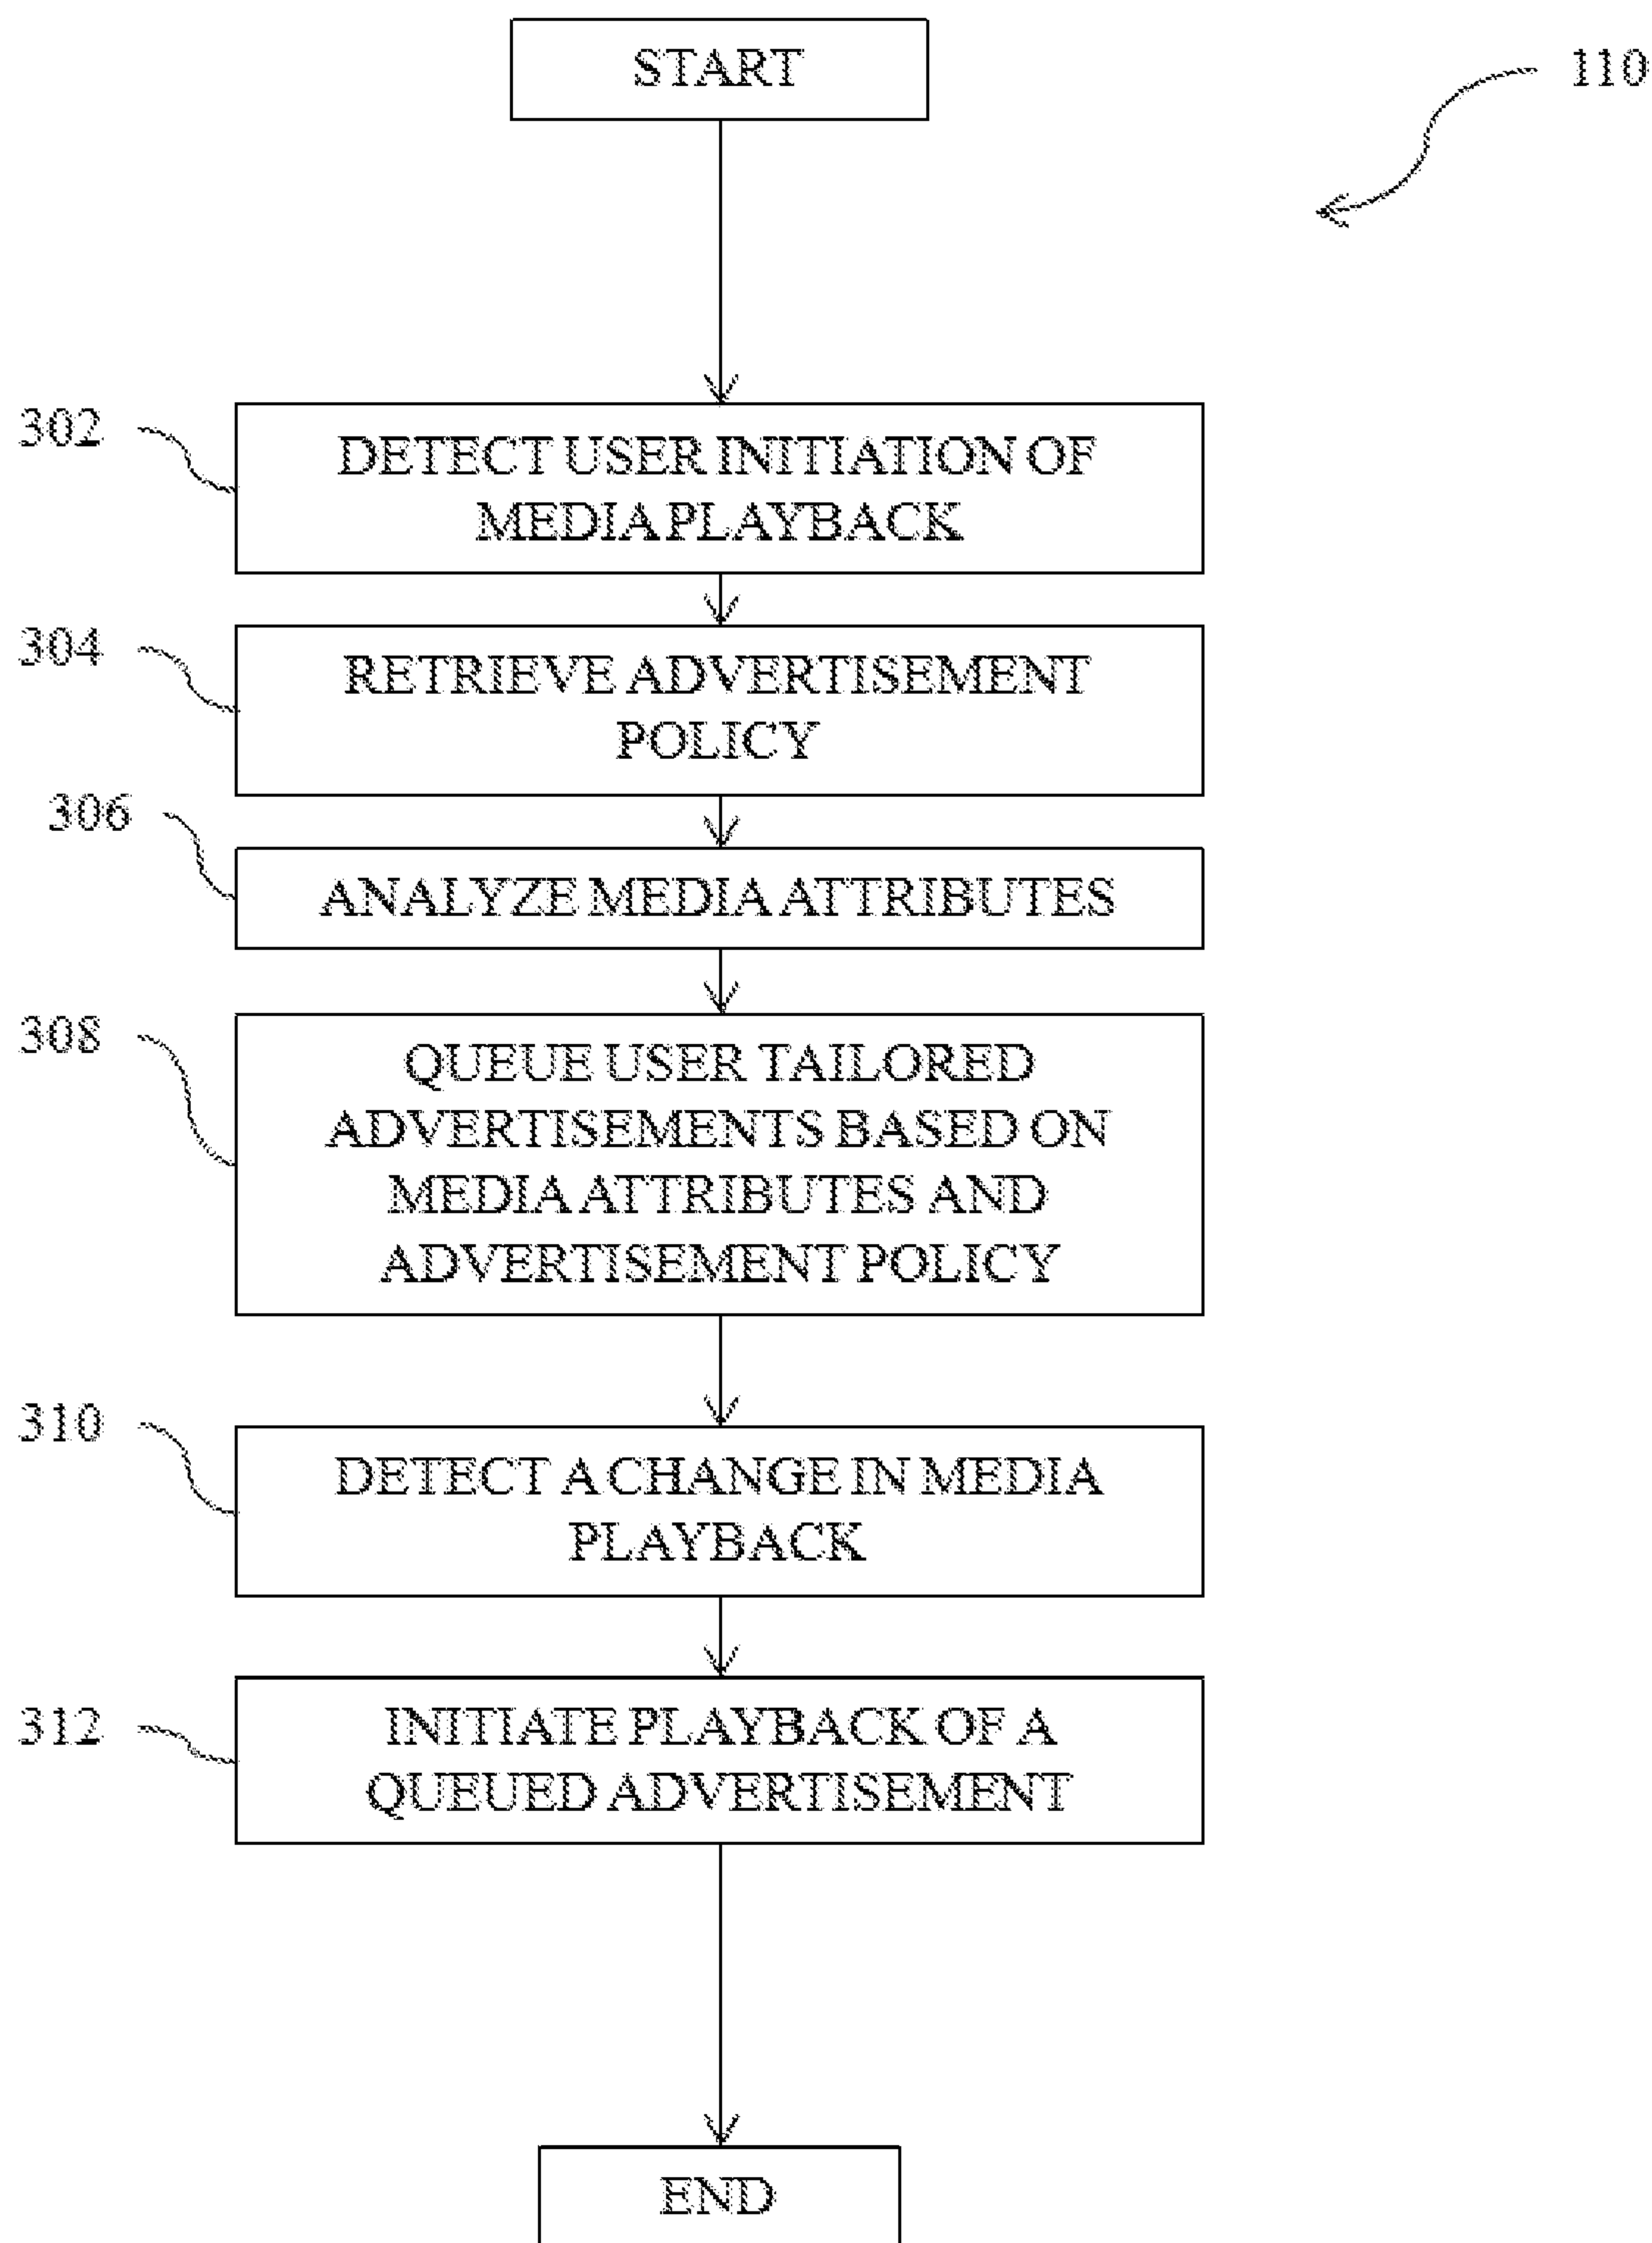 START
110
302
DETECT USER INITIATION OF
MEDIA PLAYBACK
304
RETRIEVE ADVERTISEMENT
POLICY
306
ANALYZE MEDIA ATTRIBUTES
308
QUEUE USER TAILORED
ADVERTISEMENTS BASED ON
MEDIA ATTRIBUTES AND
ADVERTISEMENT POLICY
310
DETECT A CHANGE IN MEDIA
PLAYBACK
312
INITIATE PLAYBACK OF A
QUEUED ADVERTISEMENT
END